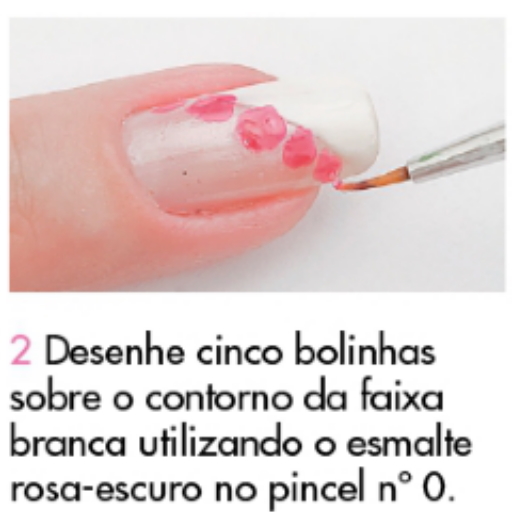 2 Desenhe cinco bolinhas
sobre o contorno da faixa
branca utilizando o esmalte
rosa-escuro no pincel n° 0.